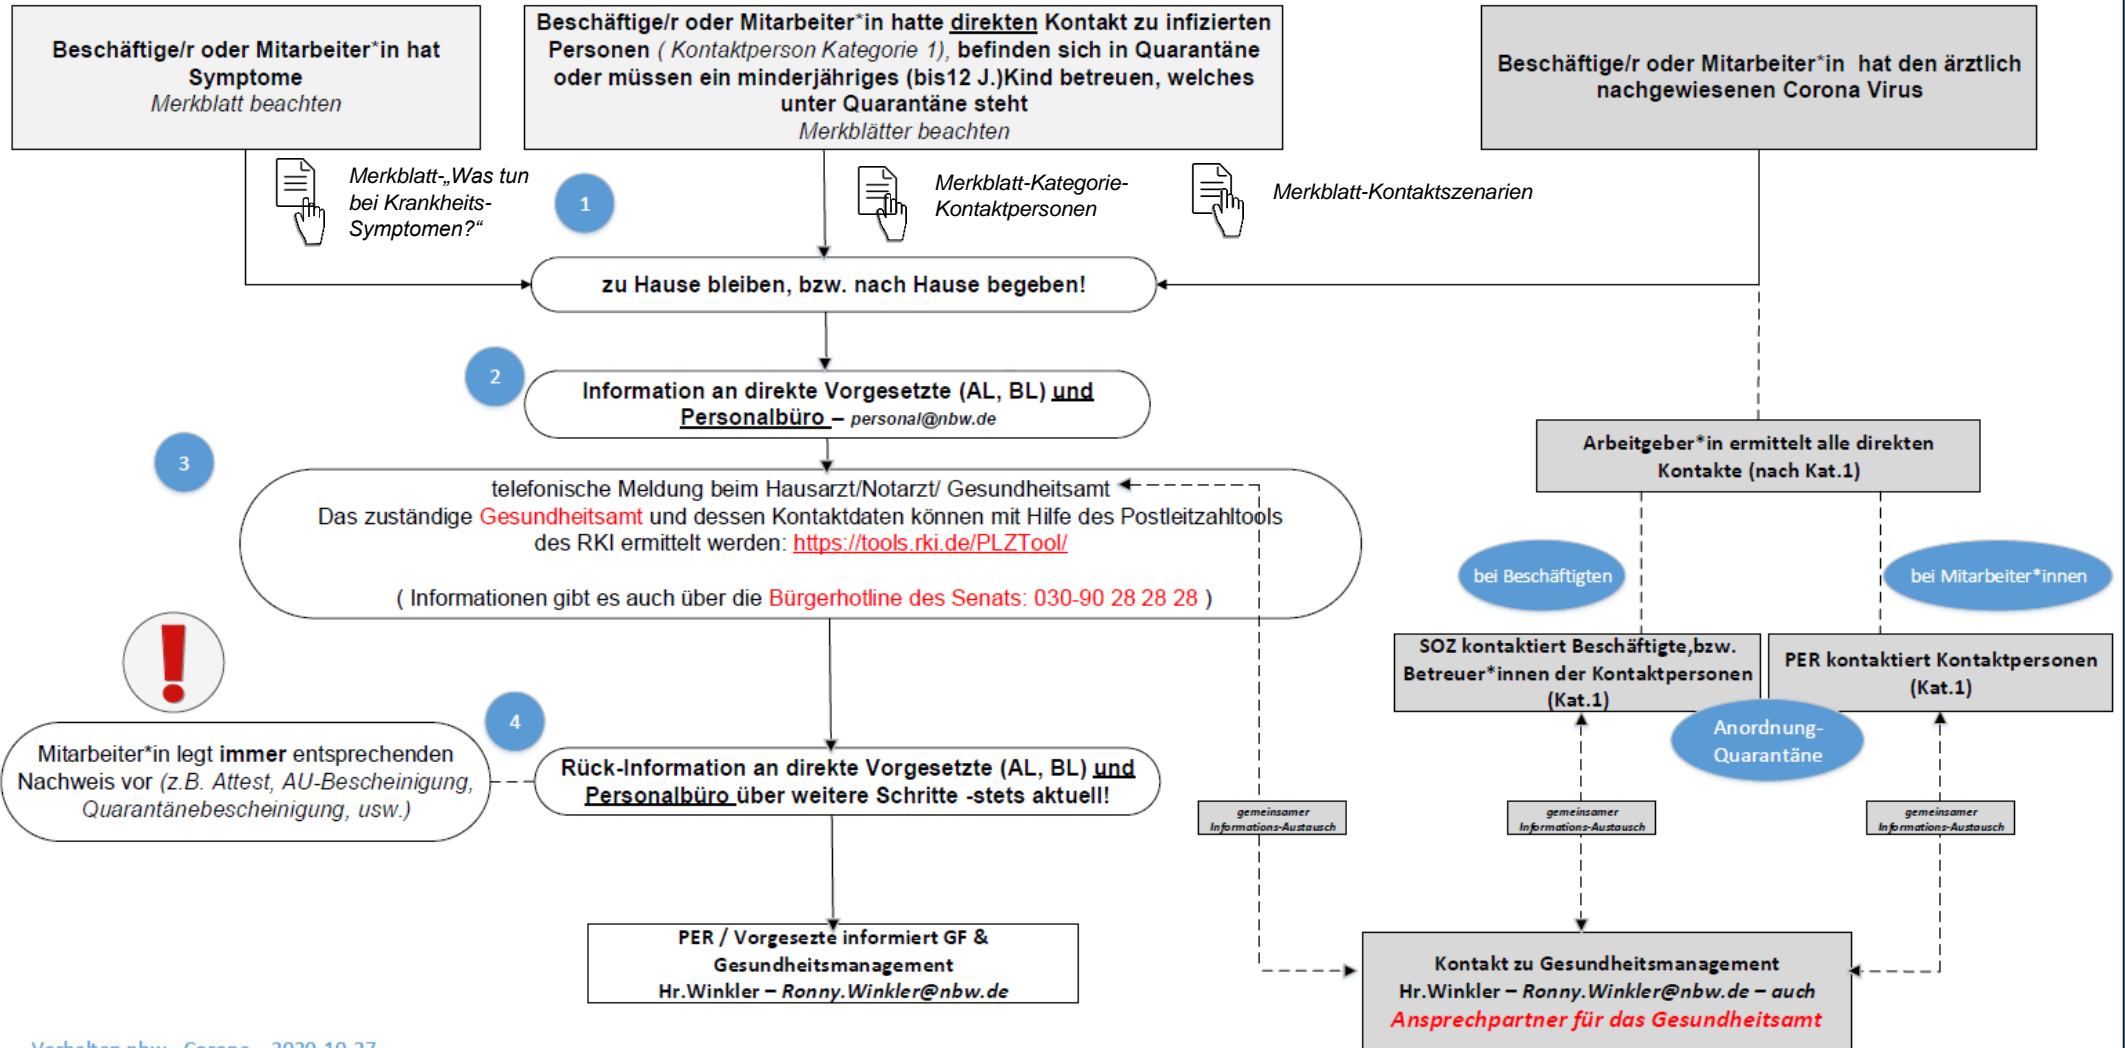 Beschäftige/r oder Mitarbeiter*in hat
Symptome
Merkblatt beachten
Beschäftige/r oder Mitarbeiter*in hatte direkten Kontakt zu infizierten
Personen ( Kontaktperson Kategorie 1), befinden sich in Quarantäne
oder müssen ein minderjähriges (bis12 J.)Kind betreuen, welches
unter Quarantäne steht
Merkblätter beachten
Beschäftige/r oder Mitarbeiter*in hat den ärztlich
nachgewiesenen Corona Virus
Merkblatt-„Was tun
bei Krankheits-
Symptomen?“
1
Merkblatt-Kategorie-
Kontaktpersonen
Merkblatt-Kontaktszenarien
zu Hause bleiben, bzw. nach Hause begeben!
2
Information an direkte Vorgesetzte (AL, BL) und
Personalbüro – personal@nbw.de
3
telefonische Meldung beim Hausarzt/Notarzt/ Gesundheitsamt
Das zuständige Gesundheitsamt und dessen Kontaktdaten können mit Hilfe des Postleitzahltools
des RKI ermittelt werden: https://tools.rki.de/PLZTool/
( Informationen gibt es auch über die Bürgerhotline des Senats: 030-90 28 28 28 )
Arbeitgeber*in ermittelt alle direkten
Kontakte (nach Kat.1)
bei Beschäftigten
bei Mitarbeiter*innen
SOZ kontaktiert Beschäftigte,bzw.
Betreuer*innen der Kontaktpersonen
(Kat.1)
PER kontaktiert Kontaktpersonen
(Kat.1)
Anordnung-
Quarantäne
4
Mitarbeiter*in legt immer entsprechenden
Nachweis vor (z.B. Attest, AU-Bescheinigung,
Quarantänebescheinigung, usw.)
Rück-Information an direkte Vorgesetzte (AL, BL) und
Personalbüro über weitere Schritte -stets aktuell!
gemeinsamer
Informations-Austausch
gemeinsamer
Informations-Austausch
gemeinsamer
Informations-Austausch
PER / Vorgesezte informiert GF &
Gesundheitsmanagement
Hr.Winkler – Ronny.Winkler@nbw.de
Kontakt zu Gesundheitsmanagement
Hr.Winkler – Ronny.Winkler@nbw.de – auch
Ansprechpartner für das Gesundheitsamt